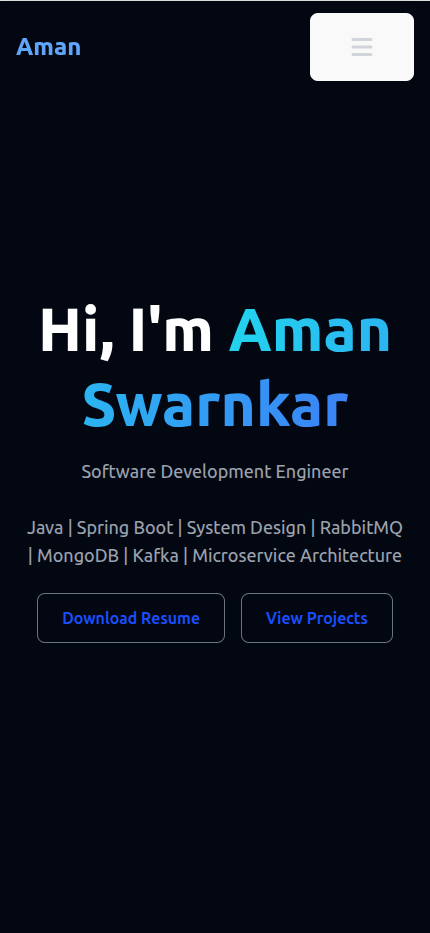 Aman
Hi, I'm Aman
Swarnkar
Software Development Engineer
Java | Spring Boot | System Design | RabbitMQ
| MongoDB | Kafka | Microservice Architecture
Download Resume
View Projects